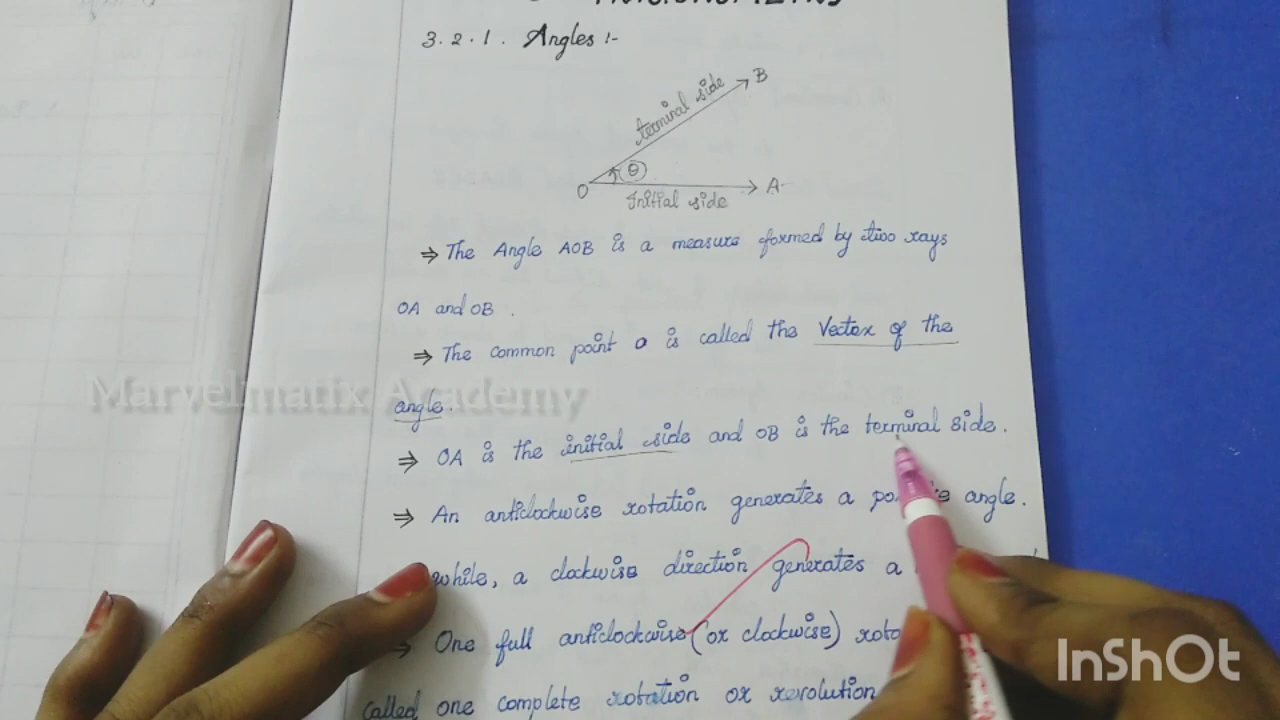 3.2.1. Angles :-
terminal side
B
θ
O
A
Initial side
⇒ The Angle AOB is a measure formed by two rays
OA and OB.
⇒ The common point O is called the Vertex of the
angle.
Marvelmatix Academy
⇒ OA is the initial side and OB is the terminal side.
⇒ An anticlockwise rotation generates a angle.
while, a clockwise direction generates a
⇒ One full anticlockwise (or clockwise)
called one complete rotation or revolution
InShOt